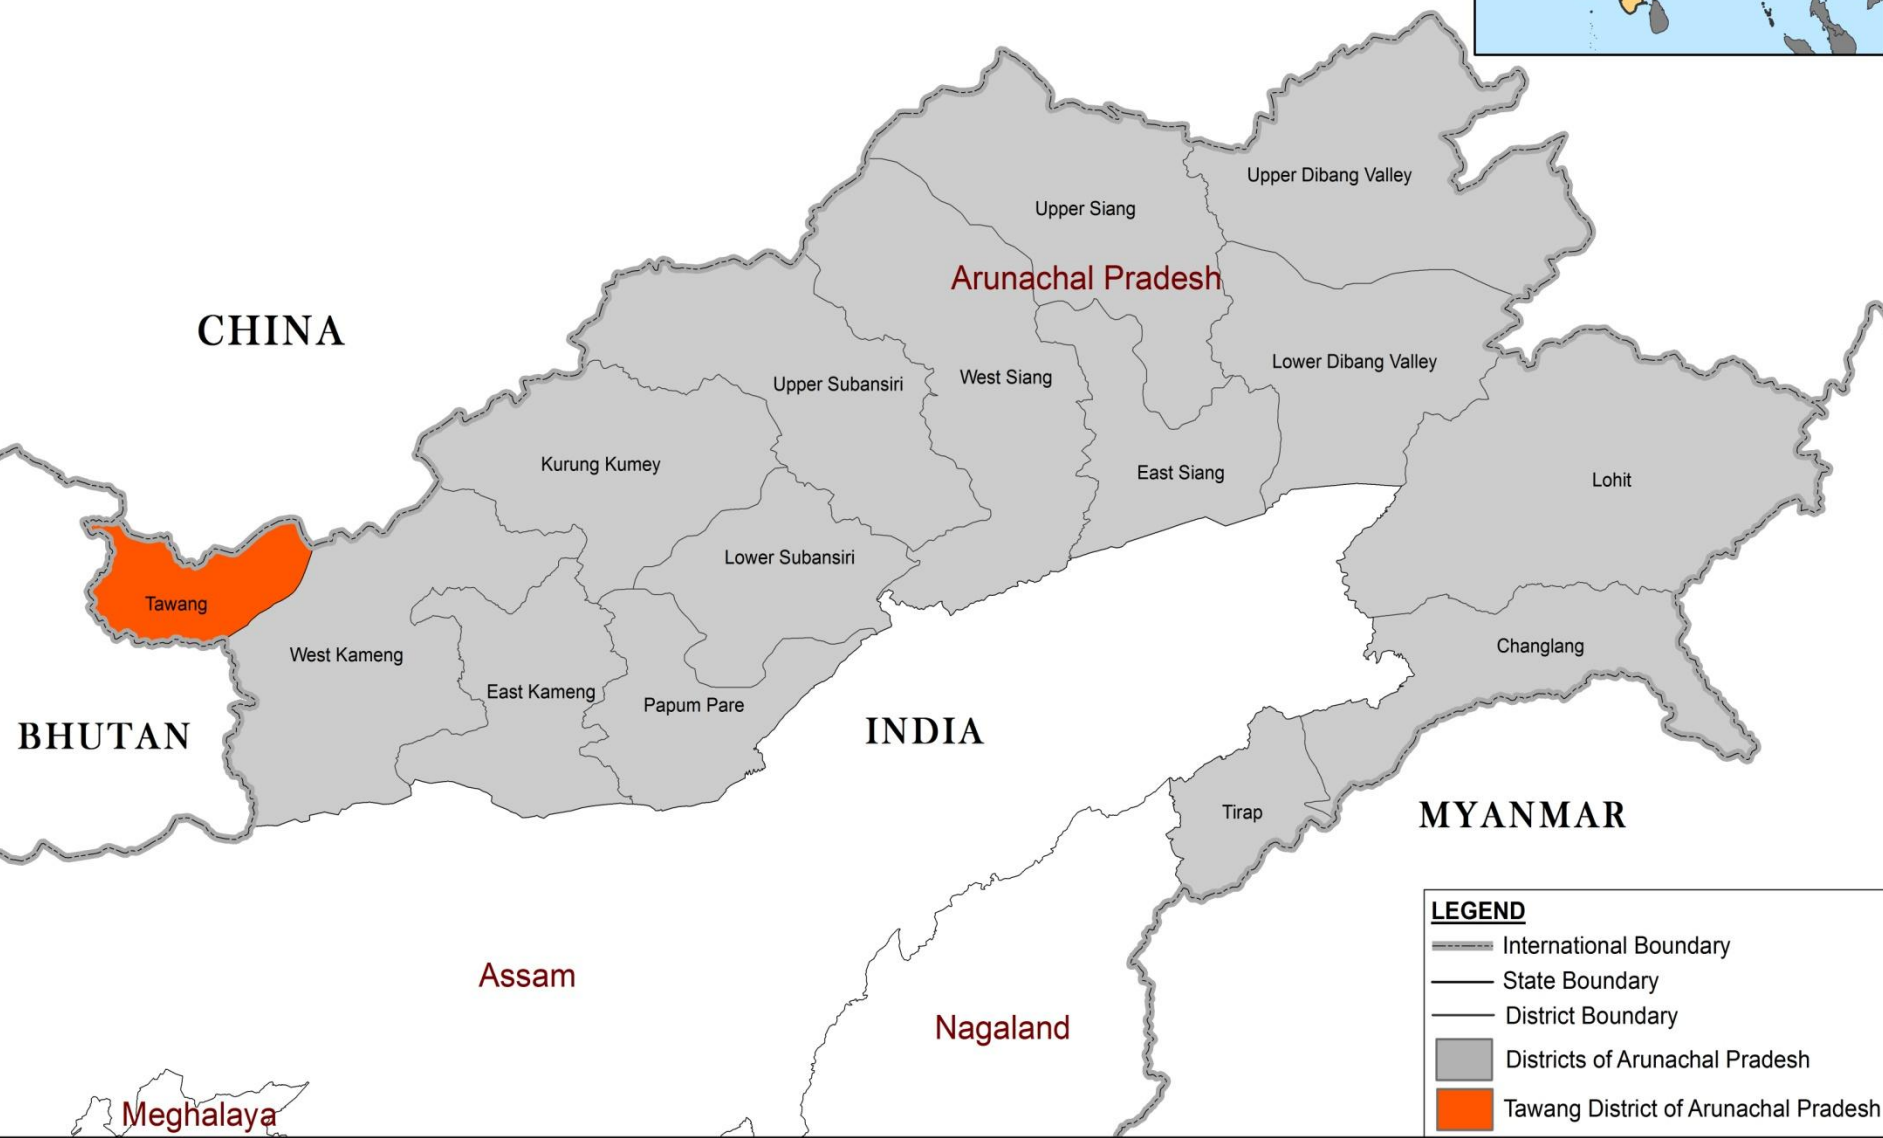 Upper Dibang Valley
Upper Siang
Arunachal Pradesh
CHINA
Lower Dibang Valley
West Siang
Upper Subansiri
Kurung Kumey
East Siang
Lohit
Lower Subansiri
Tawang
Changlang
West Kameng
East Kameng
Papum Pare
BHUTAN
INDIA
Tirap
MYANMAR
LEGEND
International Boundary
State Boundary
District Boundary
Districts of Arunachal Pradesh
Tawang District of Arunachal Pradesh
Assam
Nagaland
Meghalaya